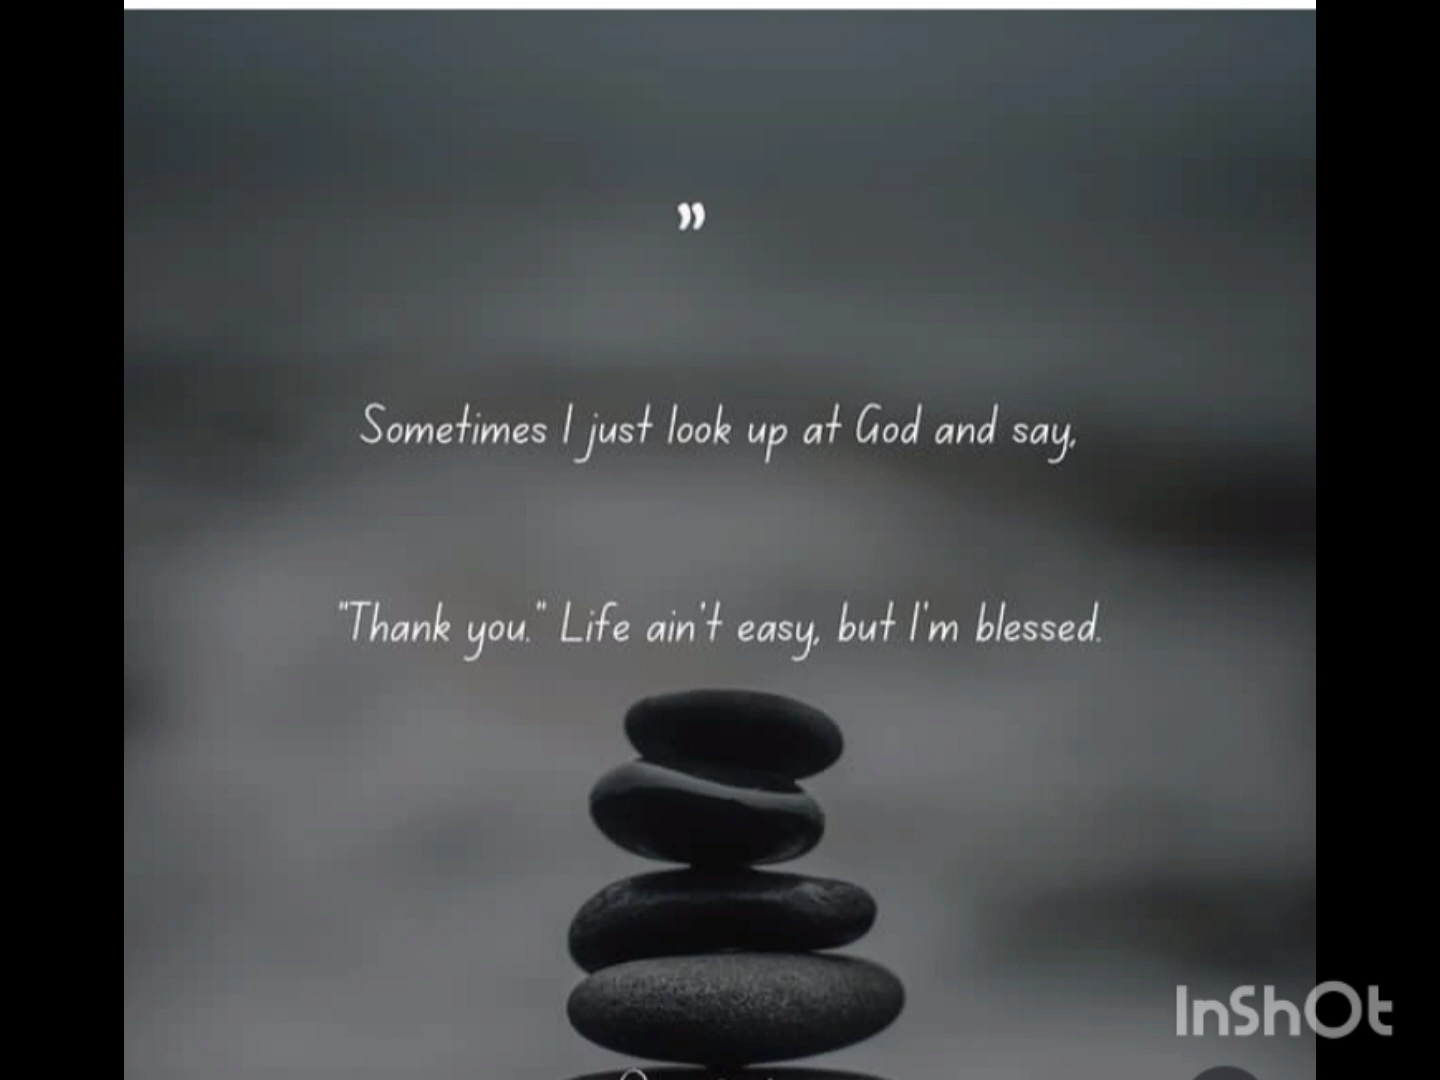 ”
Sometimes I just look up at God and say,
"Thank you." Life ain't easy, but I'm blessed.
InShOt